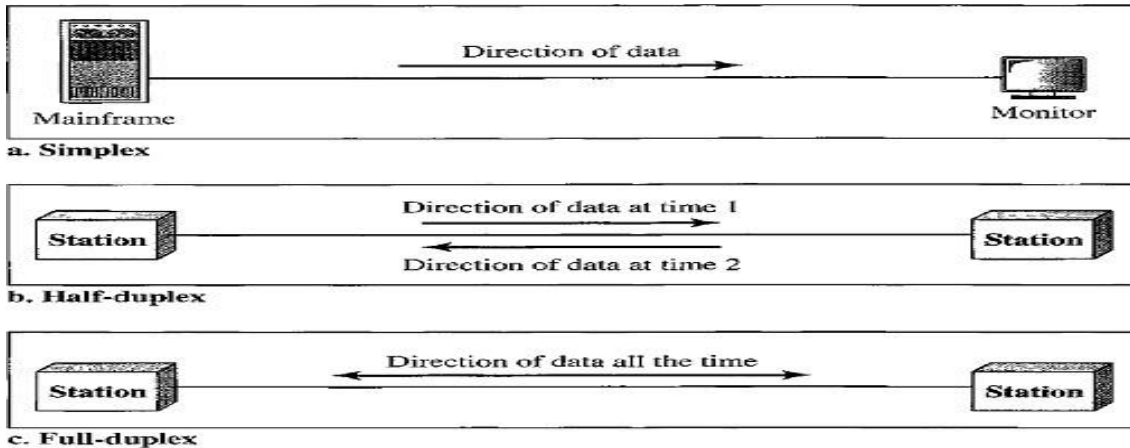 Direction of data
Mainframe
Monitor
a. Simplex
Direction of data at time 1
Station
Station
Direction of data at time 2
b. Half-duplex
Direction of data all the time
Station
Station
c. Full-duplex